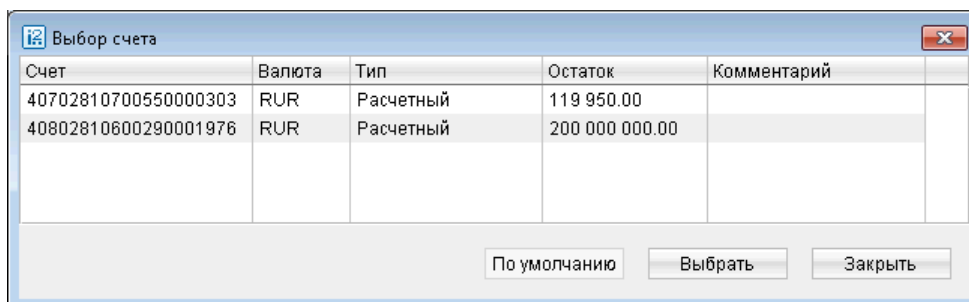 Выбор счета
Счет Валюта Тип Остаток Комментарий
40702810700550000303 RUR Расчетный 119 950.00
40802810600290001976 RUR Расчетный 200 000 000.00
По умолчанию Выбрать Закрыть